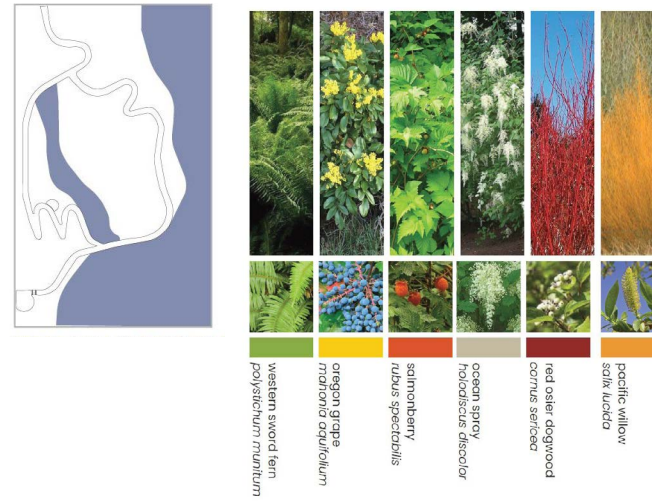 western sword fern
polystichum munitum
oregon grape
mahonia aquifolium
salmonberry
rubus spectabilis
ocean spray
holodiscus discolor
red osier dogwood
cornus sericea
pacific willow
salix lucida